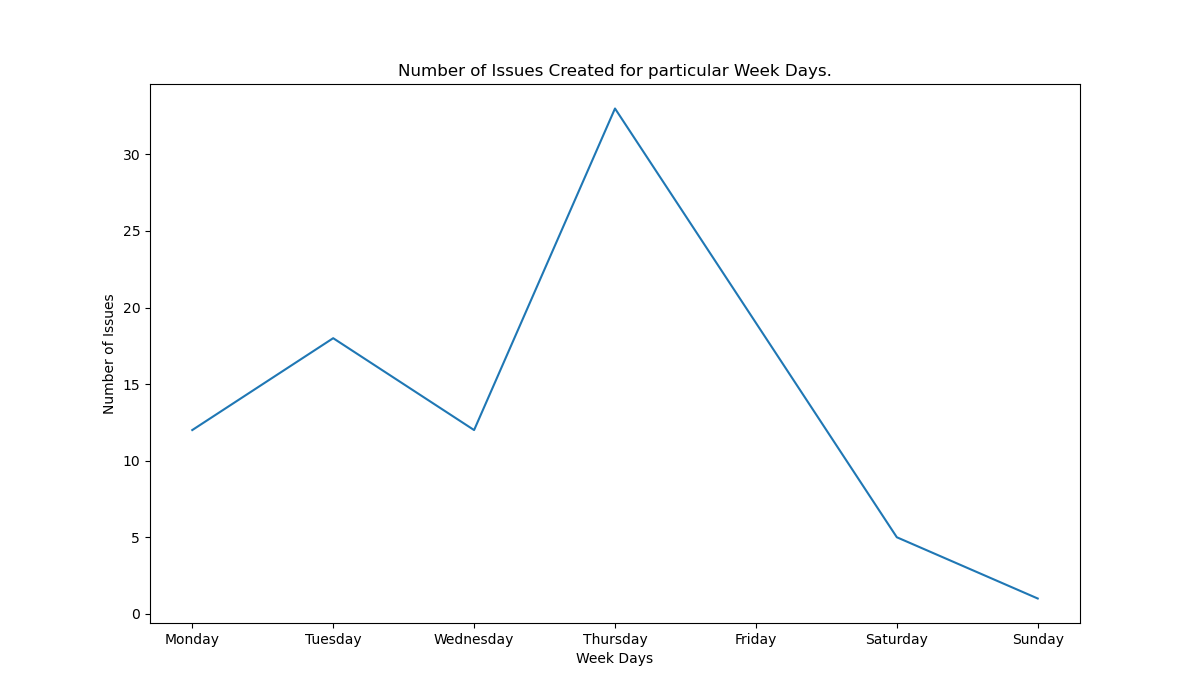 Number of Issues Created for particular Week Days.
Number of Issues
30
25
20
15
10
5
0
Monday Tuesday Wednesday Thursday Friday Saturday Sunday
Week Days